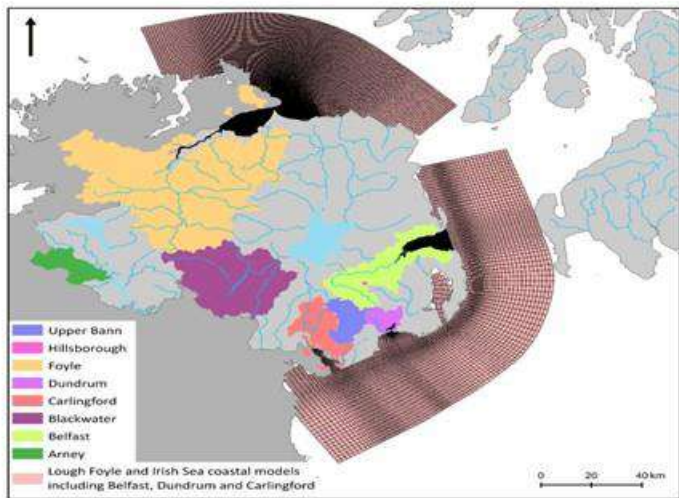 Upper Bann
Hillsborough
Foyle
Dundrum
Carlingford
Blackwater
Belfast
Arney
Lough Foyle and Irish Sea coastal models
including Belfast, Dundrum and Carlingford
0 20 40 km